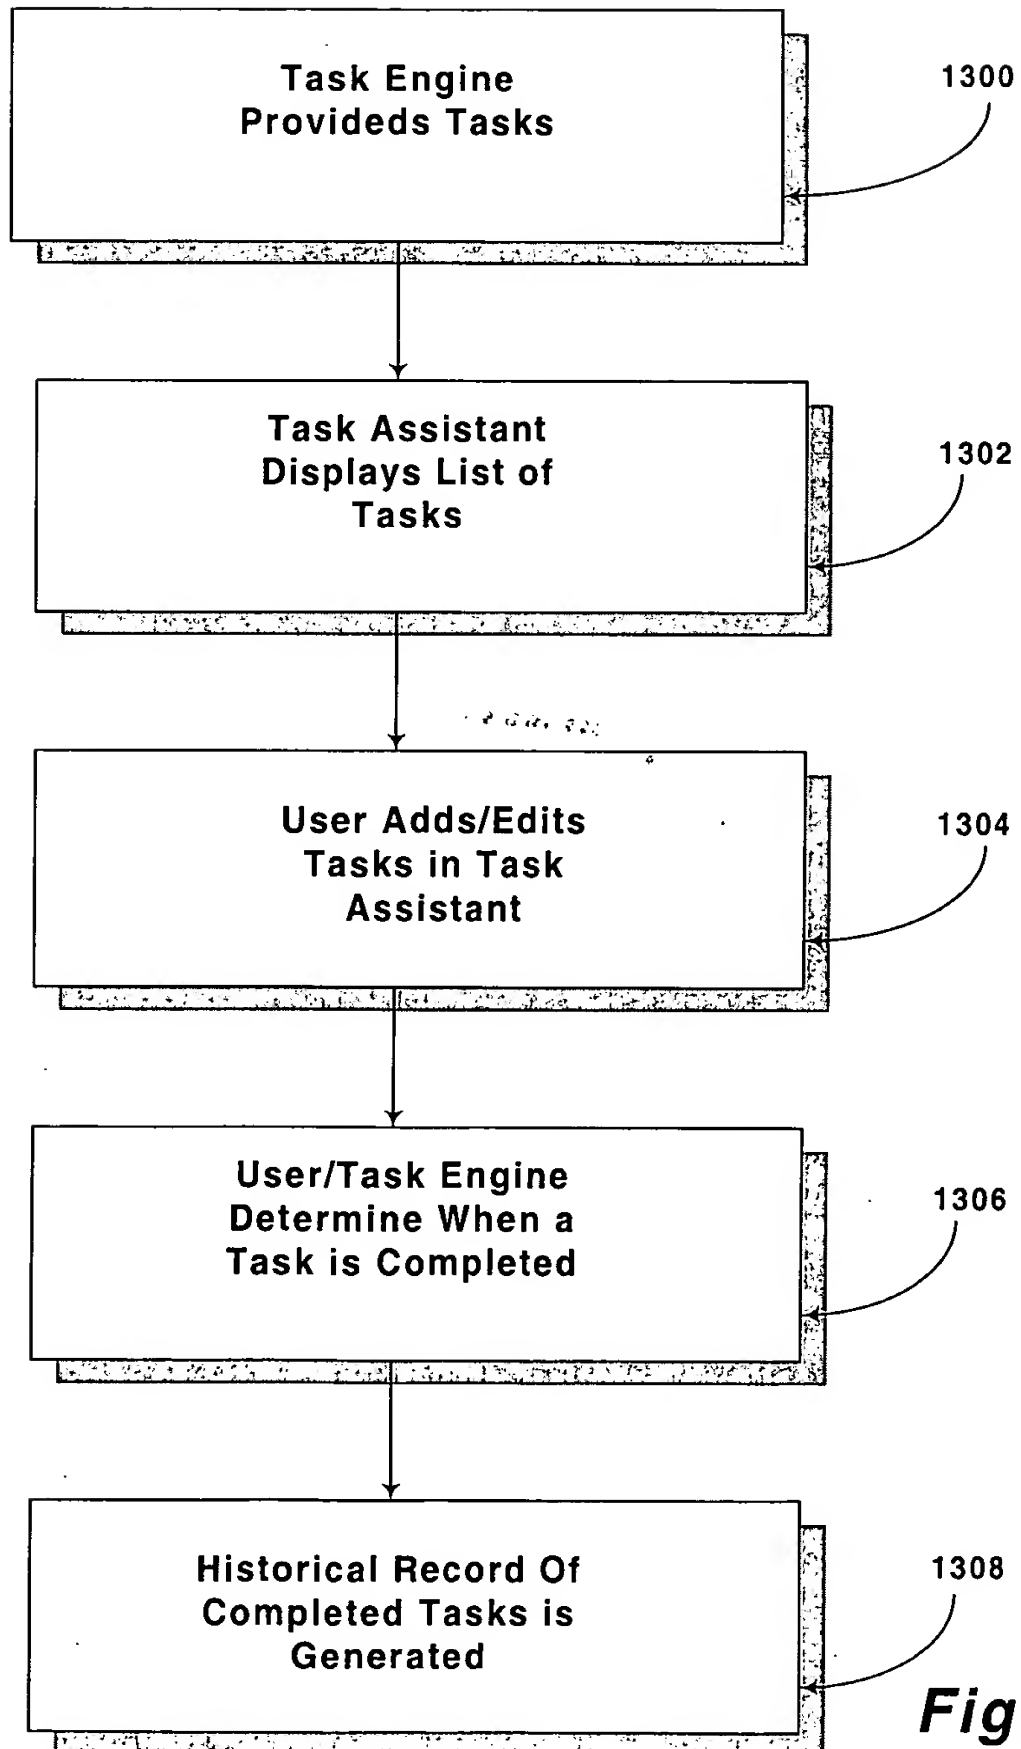 Task Engine
Provideds Tasks
1300
Task Assistant
Displays List of
Tasks
1302
User Adds/Edits
Tasks in Task
Assistant
1304
User/Task Engine
Determine When a
Task is Completed
1306
Historical Record Of
Completed Tasks is
Generated
1308
Fig